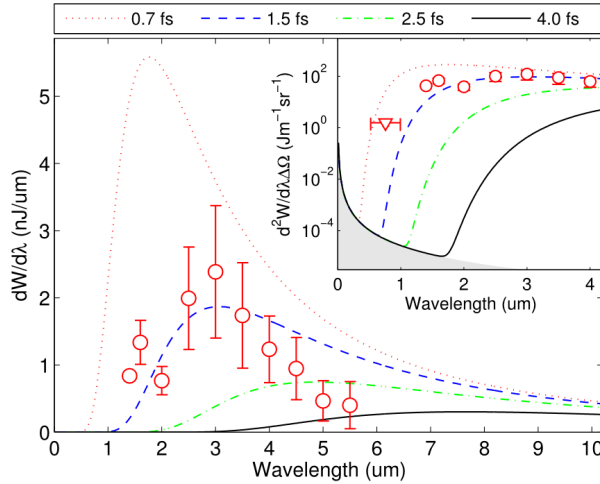 0.7 fs 1.5 fs 2.5 fs 4.0 fs
dW/dλ (nJ/um)
5
4
3
2
1
0
0 1 2 3 4 5 6 7 8 9 10
Wavelength (um)
d²W/dλΔΩ (Jm⁻¹sr⁻¹)
10²
10⁰
10⁻²
10⁻⁴
0 1 2 3 4
Wavelength (um)